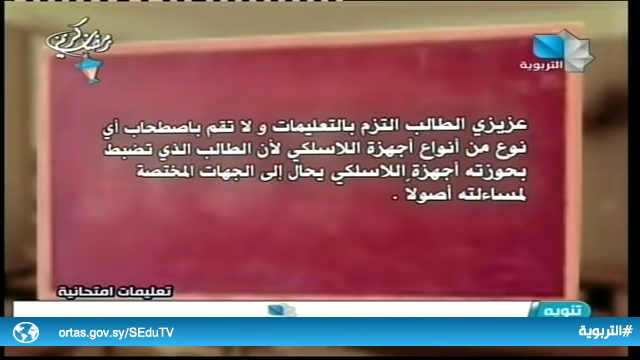 رمضان كريم
التربوية
عزيزي الطالب التزم بالتعليمات و لا تقم باصطحاب أي
نوع من أنواع أجهزة اللاسلكي لأن الطالب الذي تضبط
بحوزته أجهزة اللاسلكي يحال إلى الجهات المختصة
لمساءلته أصولاً .
تعليمات امتحانية
تنويه
ortas.gov.sy/SEduTV
#التربوية